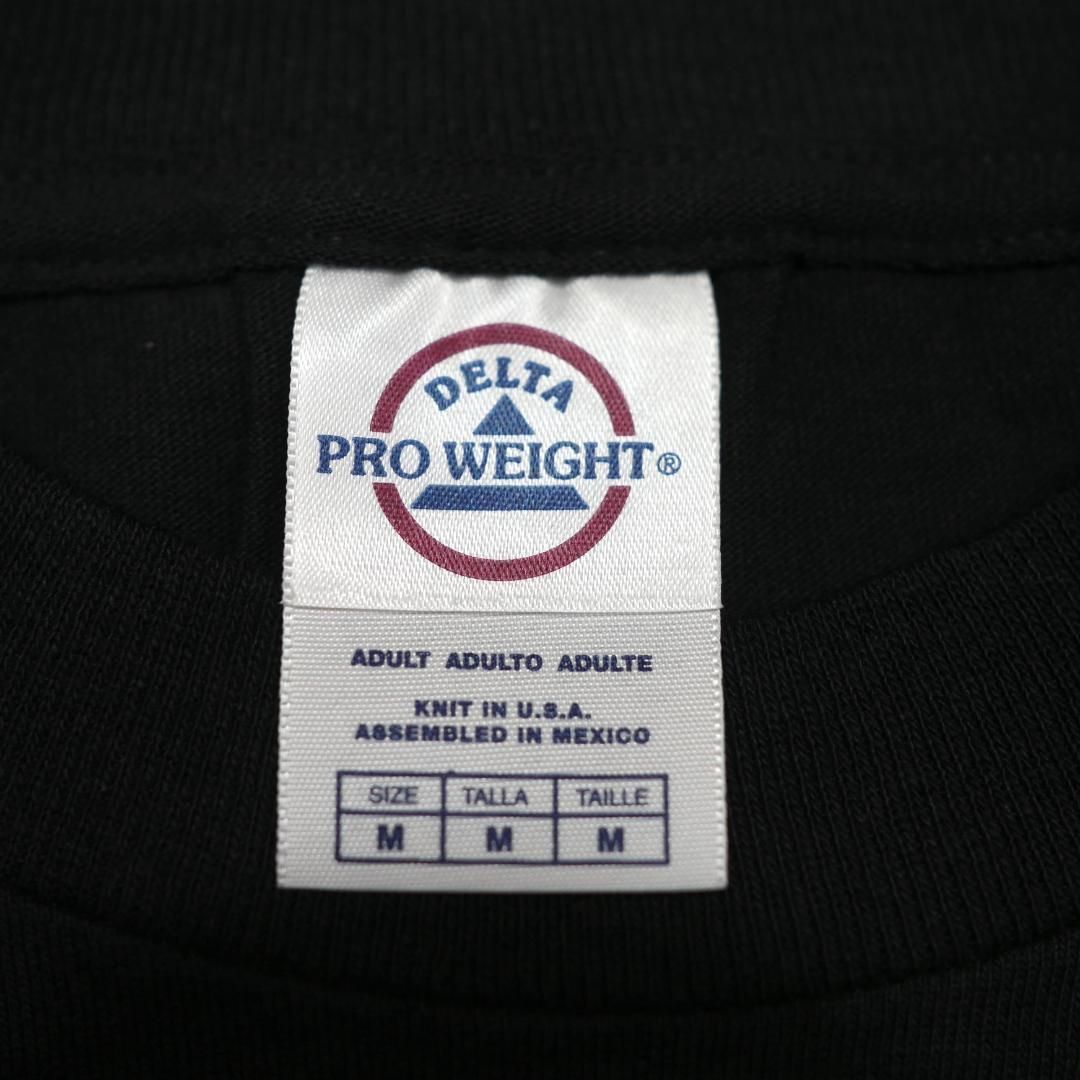 DELTA
PRO WEIGHT®
ADULT ADULTO ADULTE
KNIT IN U.S.A.
ASSEMBLED IN MEXICO
SIZE TALLA TAILLE
M M M